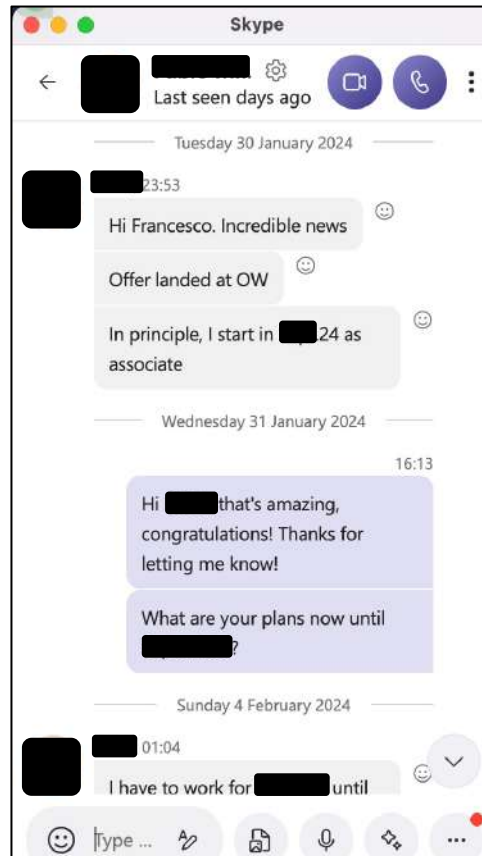 Skype
Last seen days ago
Tuesday 30 January 2024
23:53
Hi Francesco. Incredible news
Offer landed at OW
In principle, I start in .24 as
associate
Wednesday 31 January 2024
16:13
Hi that's amazing,
congratulations! Thanks for
letting me know!
What are your plans now until
?
Sunday 4 February 2024
01:04
I have to work for until
Type ...